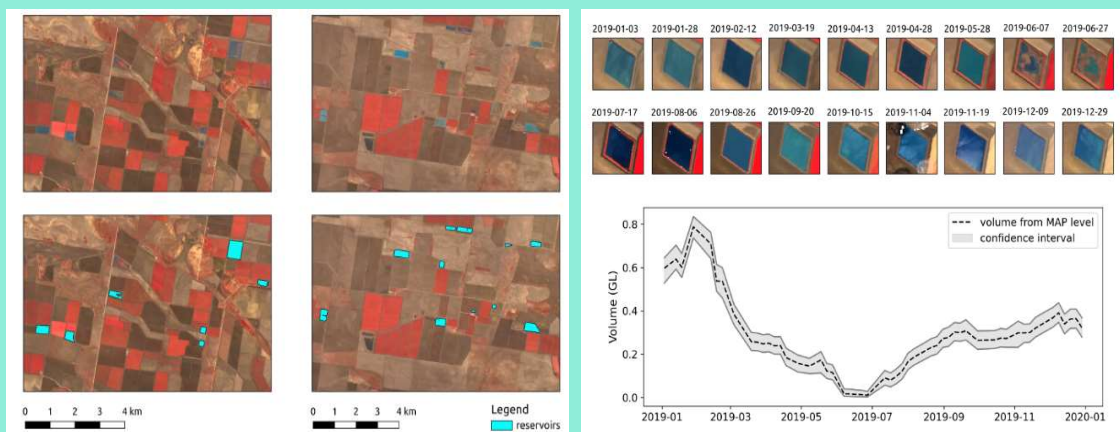 0 1 2 3 4 km
0 1 2 3 4 km
Legend
reservoirs
2019-01-03 2019-01-28 2019-02-12 2019-03-19 2019-04-13 2019-04-28 2019-05-28 2019-06-07 2019-06-27
2019-07-17 2019-08-06 2019-08-26 2019-09-20 2019-10-15 2019-11-04 2019-11-19 2019-12-09 2019-12-29
volume from MAP level
confidence interval
Volume (GL)
0.8
0.6
0.4
0.2
0.0
2019-01 2019-03 2019-05 2019-07 2019-09 2019-11 2020-01